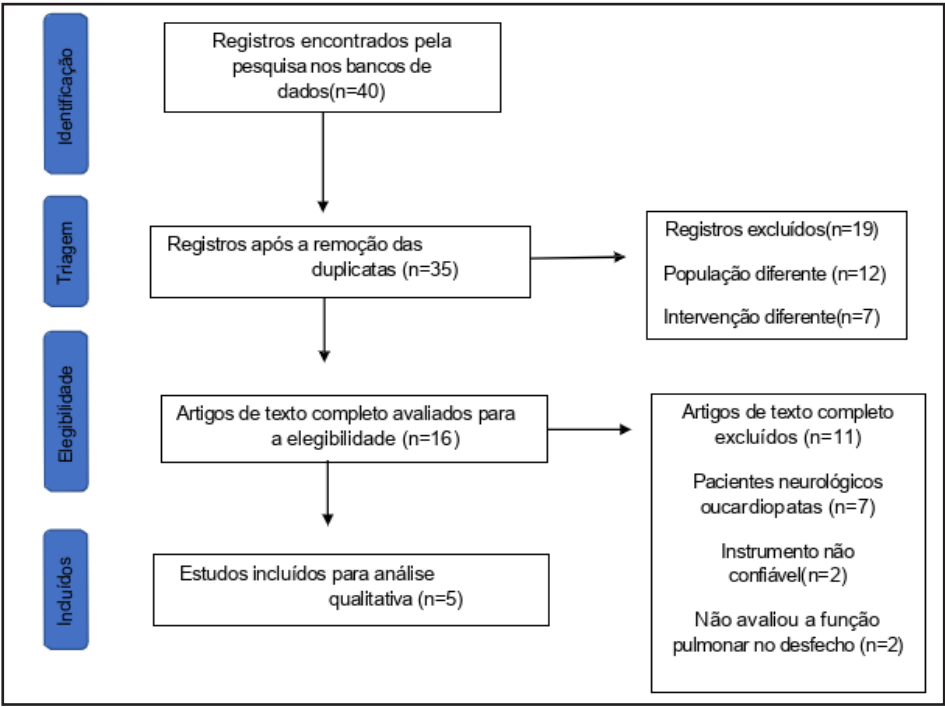 Identificação
Registros encontrados pela
pesquisa nos bancos de
dados(n=40)
Triagem
Registros após a remoção das
duplicatas (n=35)
Registros excluídos(n=19)
População diferente (n=12)
Intervenção diferente(n=7)
Elegibilidade
Artigos de texto completo avaliados para
a elegibilidade (n=16)
Artigos de texto completo
excluídos (n=11)
Pacientes neurológicos
oucardiopatas (n=7)
Instrumento não
confiável(n=2)
Não avaliou a função
pulmonar no desfecho (n=2)
Induídos
Estudos incluídos para análise
qualitativa (n=5)